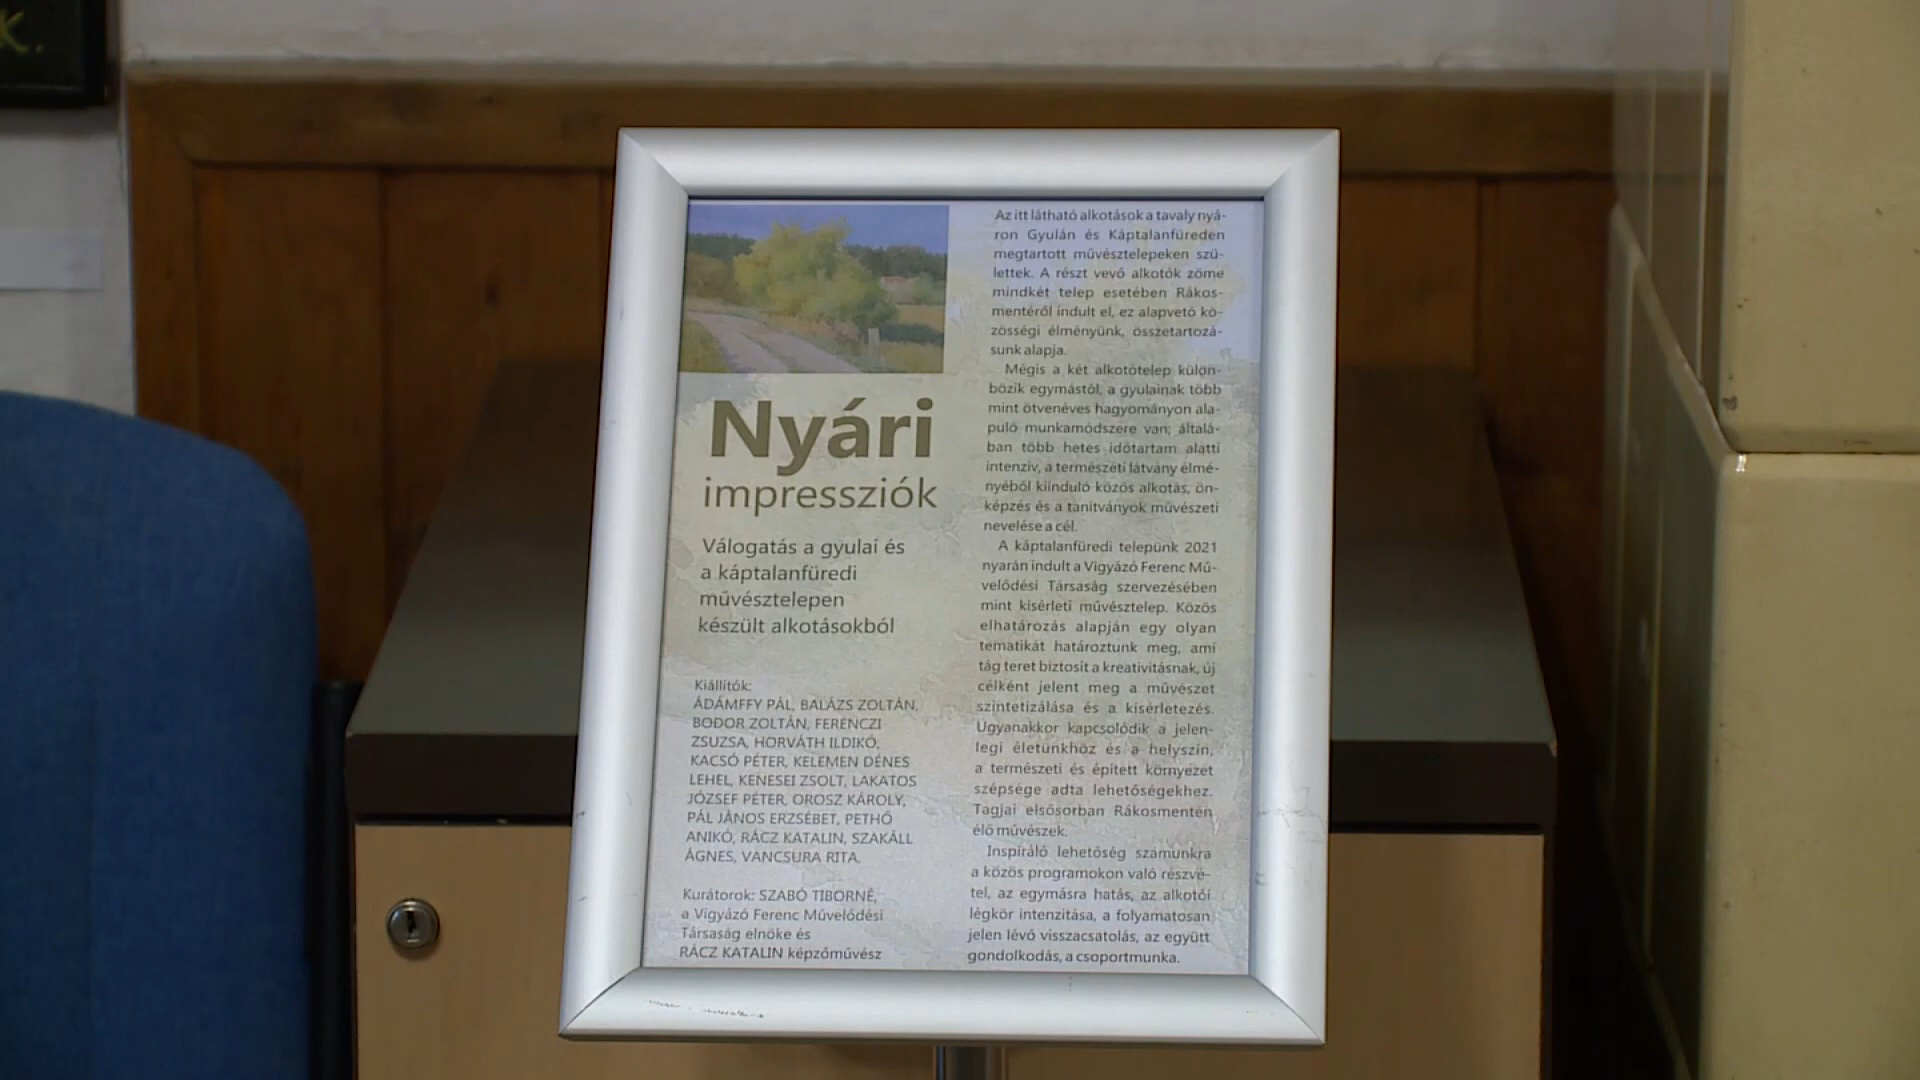 K.
Nyári
impressziók
Válogatás a gyulai és
a káptalanfüredi
művésztelepen
készült alkotásokból
Kiállítók:
ÁDÁMFFY PÁL, BALÁZS ZOLTÁN,
BODOR ZOLTÁN, FERENCZI
ZSUZSA, HORVÁTH ILDIKÓ,
KACSÓ PÉTER, KELEMEN DÉNES
LEHEL, KENESEI ZSOLT, LAKATOS
JÓZSEF PÉTER, OROSZ KÁROLY,
PÁL JÁNOS ERZSÉBET, PETHŐ
ANIKÓ, RÁCZ KATALIN, SZAKÁLL
ÁGNES, VANCSURA RITA.
Kurátorok: SZABÓ TIBORNÉ,
a Vigyázó Ferenc Művelődési
Társaság elnöke és
RÁCZ KATALIN képzőművész
Az itt látható alkotások a tavaly nyá-
ron Gyulán és Káptalanfüreden
megtartott művésztelepeken szü-
lettek. A részt vevő alkotók zöme
mindkét telep esetében Rákos-
mentéről indult el, ez alapvető kö-
zösségi élményünk, összetartozá-
sunk alapja.
Mégis a két alkotótelep külön-
bözik egymástól, a gyulainak több
mint ötvenéves hagyományon ala-
puló munkamódszere van; általá-
ban több hetes időtartam alatti
intenzív, a természeti látvány élmé-
nyéből kiinduló közös alkotás, ön-
képzés és a tanítványok művészeti
nevelése a cél.
A káptalanfüredi telepünk 2021
nyarán indult a Vigyázó Ferenc Mű-
velődési Társaság szervezésében
mint kísérleti művésztelep. Közös
elhatározás alapján egy olyan
tematikát határoztunk meg, ami
tág teret biztosít a kreativitásnak, új
célként jelent meg a művészet
szintetizálása és a kísérletezés.
Ugyanakkor kapcsolódik a jelen-
legi életünkhöz és a helyszín,
a természeti és épített környezet
szépsége adta lehetőségekhez.
Tagjai elsősorban Rákosmentén
élő művészek.
Inspiráló lehetőség számunkra
a közös programokon való részvé-
tel, az egymásra hatás, az alkotói
légkör intenzitása, a folyamatosan
jelen lévő visszacsatolás, az együtt
gondolkodás, a csoportmunka.